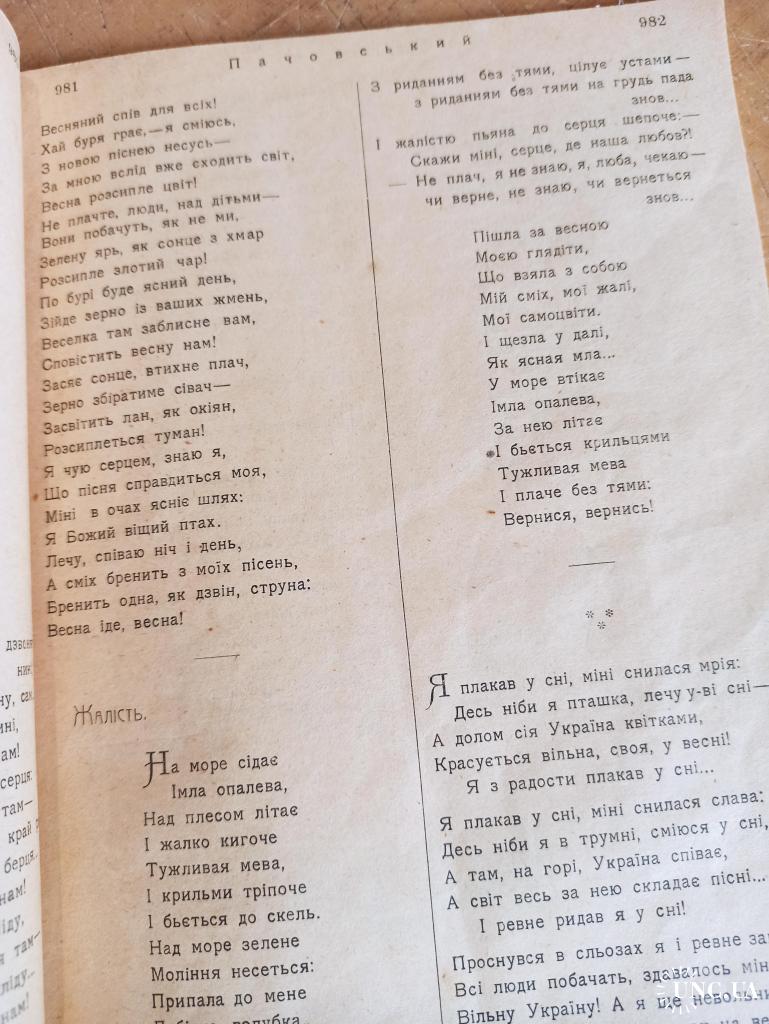 981
Пачовський
982
Весняний спів для всіх!
Хай буря грає,—я сміюсь,
З новою піснею несусь—
За мною вслід вже сходить світ,
Весна розсипле цвіт!
Не плачте, люди, над дітьми—
Вони побачуть, як не ми,
Зелену ярь, як сонце з хмар
Розсипле злотий чар!
По бурі буде ясний день,
Зійде зерно із ваших жмень,
Веселка там заблисне вам,
Сповістить весну нам!
Засяє сонце, втихне плач,
Зерно збіратиме сівач—
Засвітить лан, як окіян,
Розсиплеться туман!
Я чую серцем, знаю я,
Що пісня справдиться моя,
Міні в очах ясніє шлях:
Я Божий віщий птах.
Лечу, співаю ніч і день,
А сміх бренить з моїх пісень,
Бренить одна, як дзвін, струна:
Весна іде, весна!
Жалість.
На море сідає
Імла опалева,
Над плесом літає
І жалко кигоче
Тужливая мева,
І крильми тріпоче
І бьється до скель.
Над море зелене
Моління несеться:
Припала до мене
З риданням без тями, цілує устами—
з риданням без тями на грудь пада
знов...
І жалістю пьяна до серця шепоче:—
Скажи міні, серце, де наша любов?!
— Не плач, я не знаю, я, люба, чекаю—
чи верне, не знаю, чи вернеться
знов...
Пішла за весною
Моєю глядіти,
Що взяла з собою
Мій сміх, мої жалі,
Мої самоцвіти.
І щезла у далі,
Як ясная мла...
У море втікає
Імла опалева,
За нею літає
І бьється крильцями
Тужливая мева
І плаче без тями:
Вернися, вернись!
* *
*
Я плакав у сні, міні снилася мрія:
Десь ніби я пташка, лечу у-ві сні—
А долом сія Україна квітками,
Красується вільна, своя, у весні!
Я з радости плакав у сні...
Я плакав у сні, міні снилася слава:
Десь ніби я в трумні, сміюся у сні,
А там, на горі, Україна співає,
А світ весь за нею складає пісні...
І ревне ридав я у сні!
Проснувся в сльозах я і ревне
Всі люди побачать, здавалось
Вільну Україну! А я ще
UNC.UA